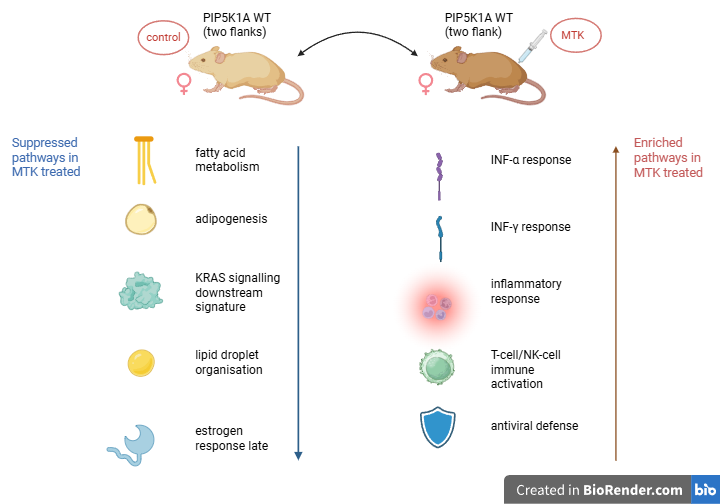 PIP5K1A WT
(two flanks)
control
PIP5K1A WT
(two flank)
MTK
Suppressed
pathways in
MTK treated
fatty acid
metabolism
adipogenesis
KRAS signalling
downstream
signature
lipid droplet
organisation
estrogen
response late
INF-α response
INF-γ response
inflammatory
response
T-cell/NK-cell
immune
activation
antiviral defense
Enriched
pathways in
MTK treated
Created in BioRender.com bio